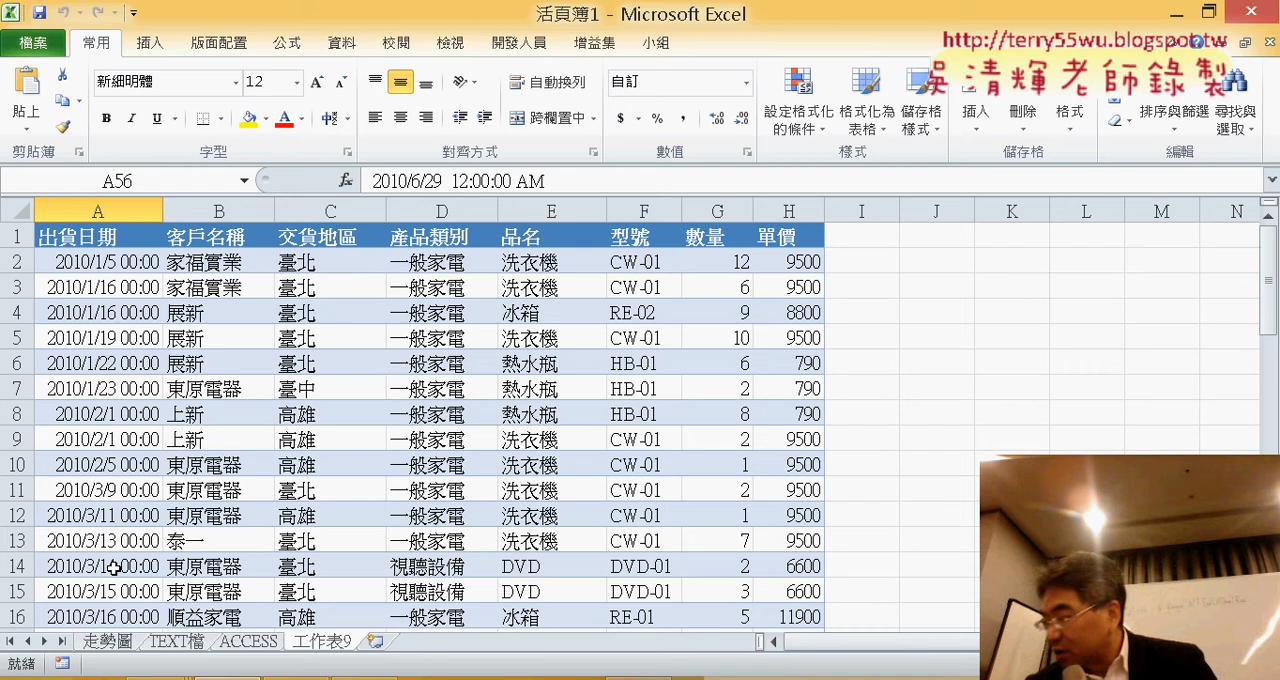 活頁簿1 - Microsoft Excel
檔案 常用 插入 版面配置 公式 資料 校閱 檢視 開發人員 增益集 小組
http://terry55wu.blogspot.tw
吳清輝老師錄製
貼上 新細明體 12 自動換列 跨欄置中 自訂 設定格式化的條件 格式化為表格 儲存格樣式 插入 刪除 格式 排序與篩選 尋找與選取
剪貼簿 字型 對齊方式 數值 樣式 儲存格 編輯
A56 fx 2010/6/29 12:00:00 AM
A B C D E F G H I J K L M N
1 出貨日期 客戶名稱 交貨地區 產品類別 品名 型號 數量 單價
2 2010/1/5 00:00 家福實業 臺北 一般家電 洗衣機 CW-01 12 9500
3 2010/1/16 00:00 家福實業 臺北 一般家電 洗衣機 CW-01 6 9500
4 2010/1/16 00:00 展新 臺北 一般家電 冰箱 RE-02 9 8800
5 2010/1/19 00:00 展新 臺北 一般家電 洗衣機 CW-01 10 9500
6 2010/1/22 00:00 展新 臺北 一般家電 熱水瓶 HB-01 6 790
7 2010/1/23 00:00 東原電器 臺中 一般家電 熱水瓶 HB-01 2 790
8 2010/2/1 00:00 上新 高雄 一般家電 熱水瓶 HB-01 8 790
9 2010/2/1 00:00 上新 高雄 一般家電 洗衣機 CW-01 2 9500
10 2010/2/5 00:00 東原電器 高雄 一般家電 洗衣機 CW-01 1 9500
11 2010/3/9 00:00 東原電器 臺北 一般家電 洗衣機 CW-01 2 9500
12 2010/3/11 00:00 東原電器 高雄 一般家電 洗衣機 CW-01 1 9500
13 2010/3/13 00:00 泰一 臺北 一般家電 洗衣機 CW-01 7 9500
14 00:00 東原電器 臺北 視聽設備 DVD DVD-01 2 6600
15 2010/3/15 00:00 東原電器 臺北 視聽設備 DVD DVD-01 3 6600
16 2010/3/16 00:00 順益家電 高雄 一般家電 冰箱 RE-01 5 11900
走勢圖 TEXT檔 ACCESS 工作表9
就緒